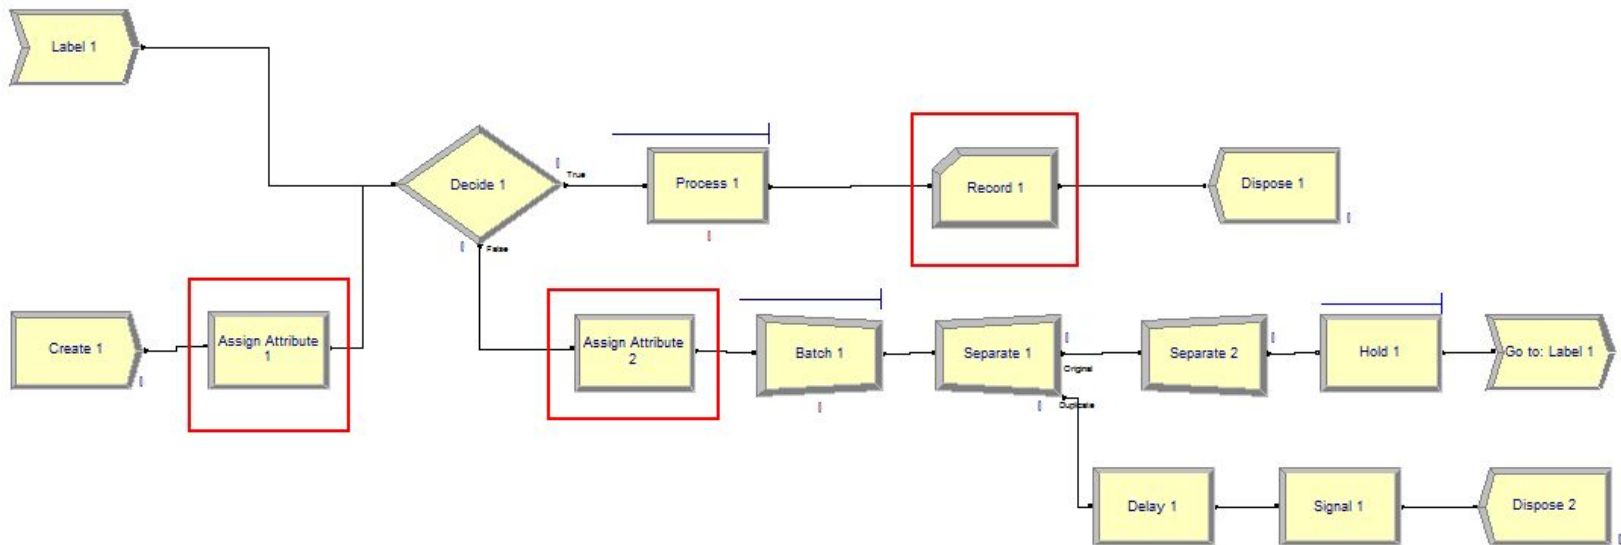 Label 1
Decide 1
True
False
Process 1
Record 1
Dispose 1
Create 1
Assign Attribute
1
Assign Attribute
2
Batch 1
Separate 1
Original
Duplicate
Separate 2
Hold 1
Go to: Label 1
Delay 1
Signal 1
Dispose 2